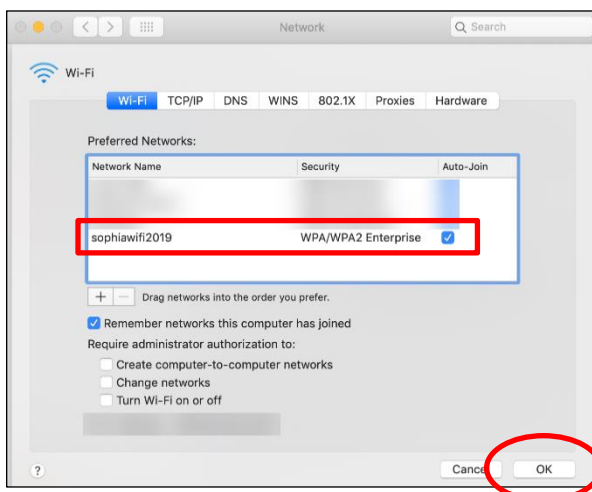 Network
Search
Wi-Fi
Wi-Fi TCP/IP DNS WINS 802.1X Proxies Hardware
Preferred Networks:
Network Name Security Auto-Join
sophiawifi2019 WPA/WPA2 Enterprise
+ − Drag networks into the order you prefer.
Remember networks this computer has joined
Require administrator authorization to:
Create computer-to-computer networks
Change networks
Turn Wi-Fi on or off
? Cancel OK